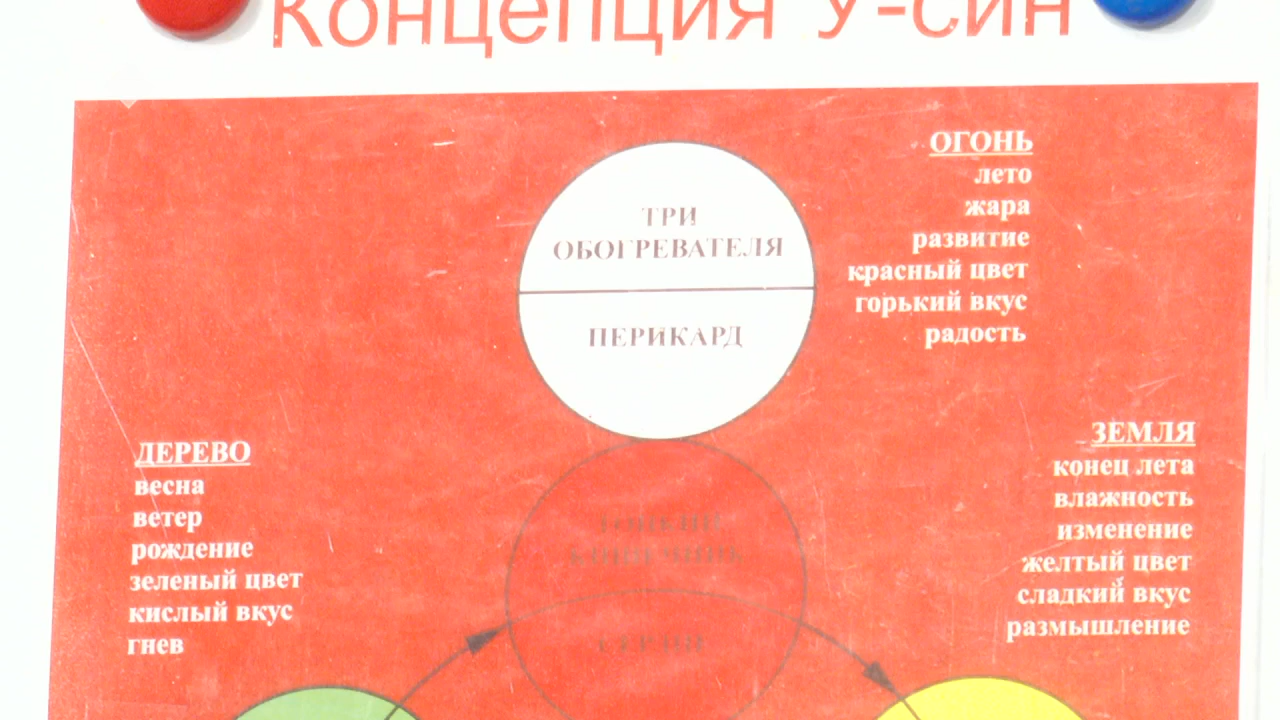 Концепция У-син
ОГОНЬ
лето
жара
развитие
красный цвет
горький вкус
радость
ТРИ
ОБОГРЕВАТЕЛЯ
ПЕРИКАРД
ДЕРЕВО
весна
ветер
рождение
зеленый цвет
кислый вкус
гнев
ЗЕМЛЯ
конец лета
влажность
изменение
желтый цвет
сладкий вкус
размышление